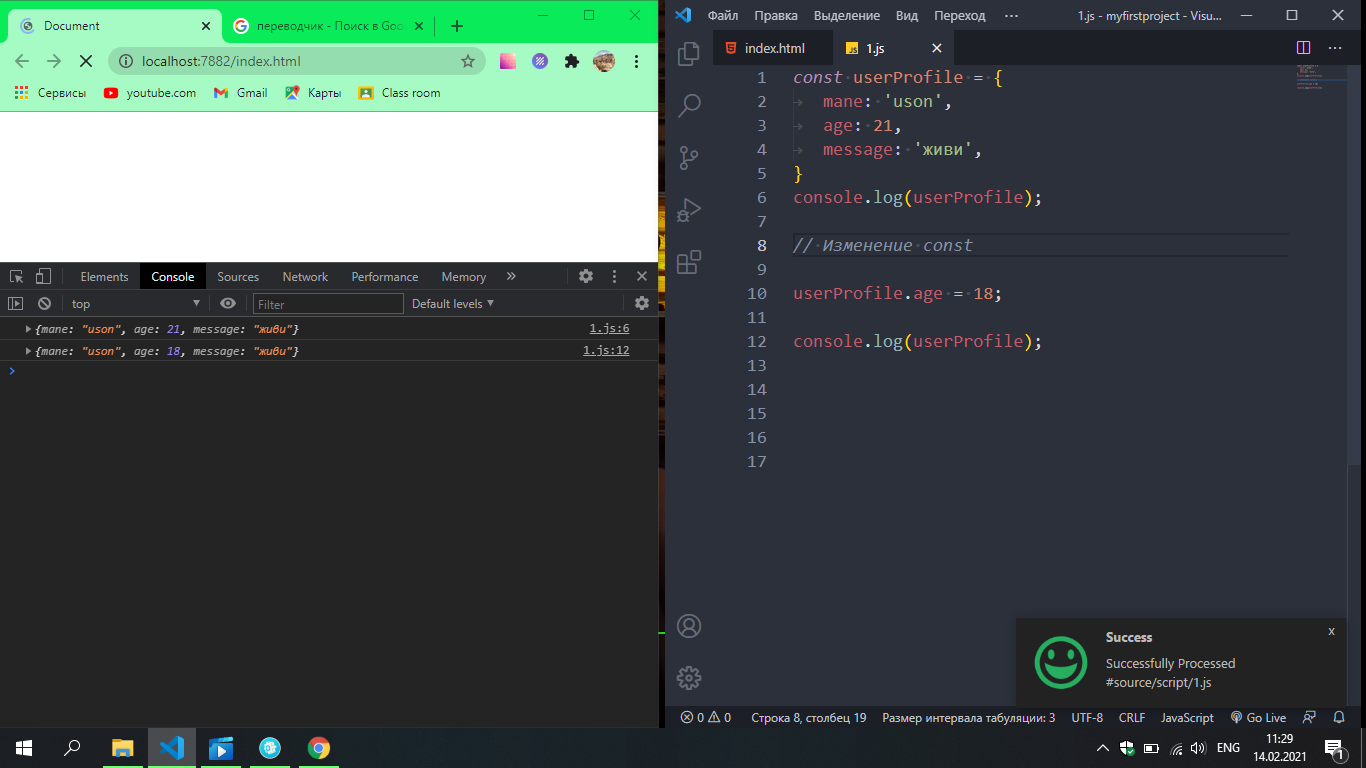 Document
переводчик - Поиск в Goo
localhost:7882/index.html
Сервисы youtube.com Gmail Карты Class room
Elements Console Sources Network Performance Memory
top Filter Default levels
{mane: "uson", age: 21, message: "живи"} 1.js:6
{mane: "uson", age: 18, message: "живи"} 1.js:12
Файл Правка Выделение Вид Переход ··· 1.js - myfirstproject - Visu...
index.html 1.js
1 const userProfile = {
2 mane: 'uson',
3 age: 21,
4 message: 'живи',
5 }
6 console.log(userProfile);
7
8 // Изменение const
9
10 userProfile.age = 18;
11
12 console.log(userProfile);
13
14
15
16
17
Success x
Successfully Processed
#source/script/1.js
0 0 Строка 8, столбец 19 Размер интервала табуляции: 3 UTF-8 CRLF JavaScript Go Live
ENG
11:29
14.02.2021
1